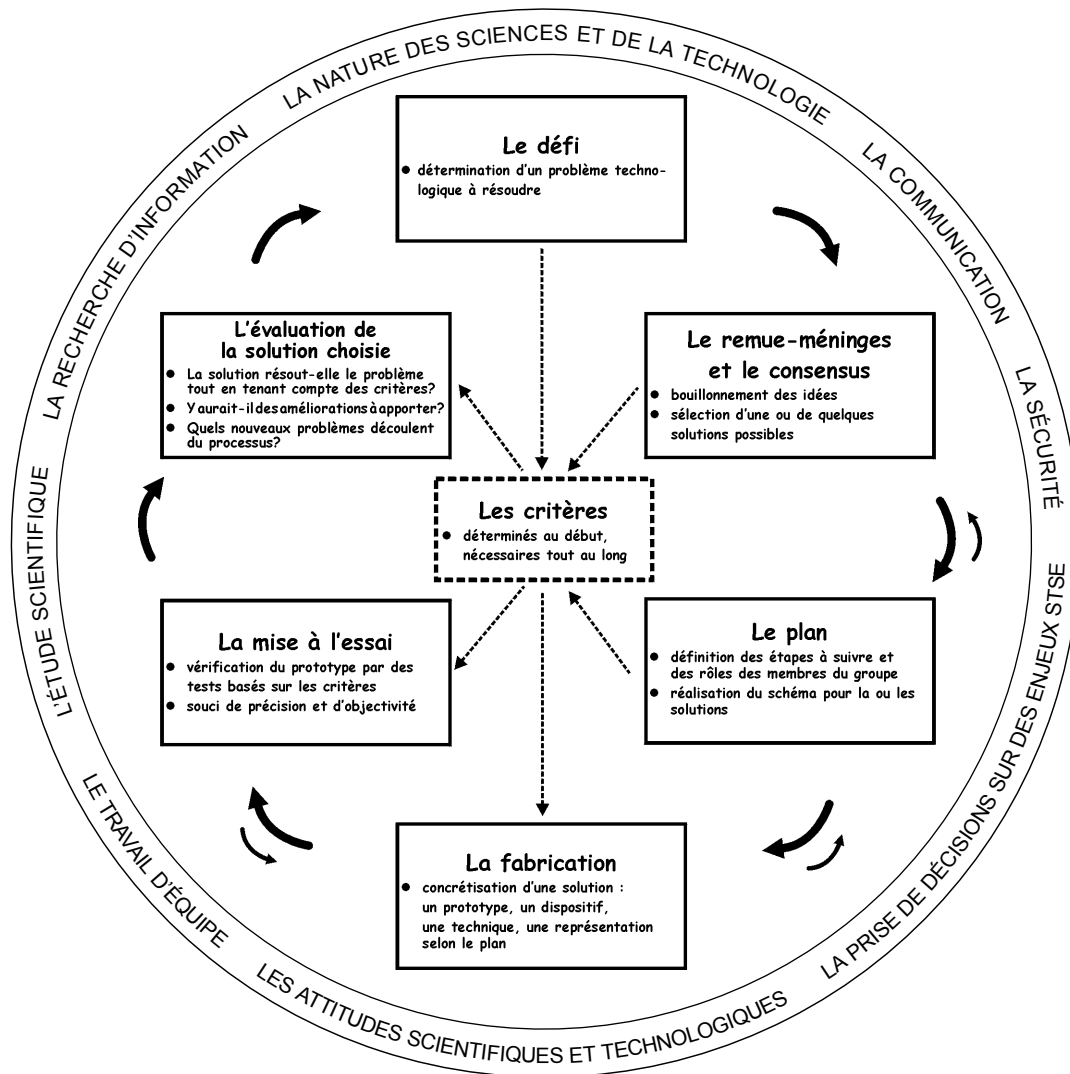 LA NATURE DES SCIENCES ET DE LA TECHNOLOGIE
LA COMMUNICATION
LA SÉCURITÉ
LA PRISE DE DÉCISIONS SUR DES ENJEUX STSE
LES ATTITUDES SCIENTIFIQUES ET TECHNOLOGIQUES
LE TRAVAIL D'ÉQUIPE
L'ÉTUDE SCIENTIFIQUE
LA RECHERCHE D'INFORMATION
Le défi
• détermination d'un problème techno-
logique à résoudre
Le remue-méninges
et le consensus
• bouillonnement des idées
• sélection d'une ou de quelques
solutions possibles
Le plan
• définition des étapes à suivre et
des rôles des membres du groupe
• réalisation du schéma pour la ou les
solutions
La fabrication
• concrétisation d'une solution :
un prototype, un dispositif,
une technique, une représentation
selon le plan
La mise à l'essai
• vérification du prototype par des
tests basés sur les critères
• souci de précision et d'objectivité
L'évaluation de
la solution choisie
• La solution résout-elle le problème
tout en tenant compte des critères?
• Y aurait-il des améliorations à apporter?
• Quels nouveaux problèmes découlent
du processus?
Les critères
• déterminés au début,
nécessaires tout au long